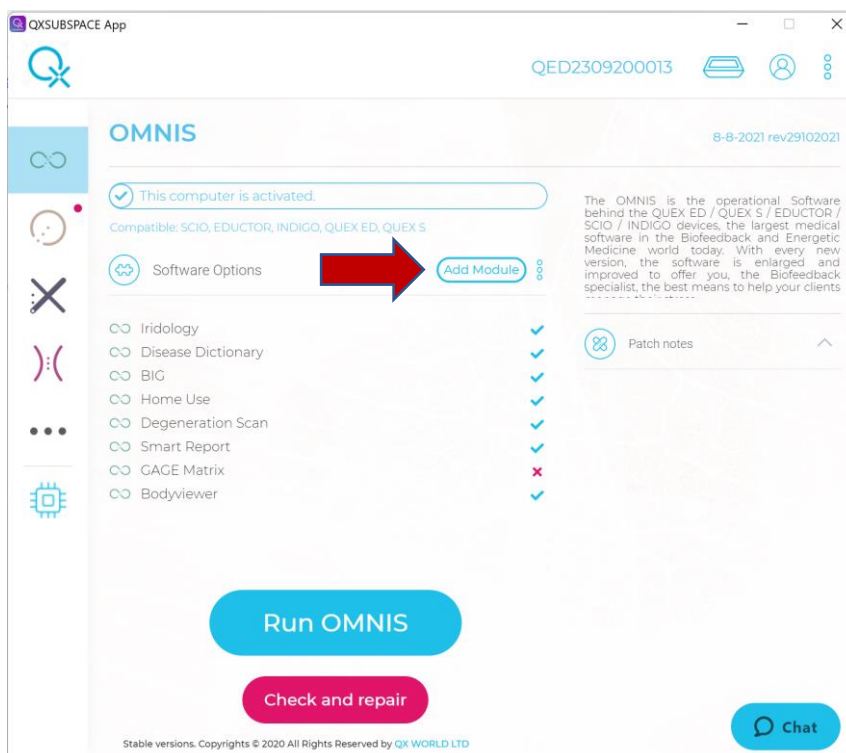 QXSUBSPACE App
QX
QED2309200013
OMNIS
8-8-2021 rev29102021
This computer is activated.
Compatible: SCIO, EDUCTOR, INDIGO, QUEX ED, QUEX S
Software Options
Add Module
Iridology
Disease Dictionary
BIG
Home Use
Degeneration Scan
Smart Report
GAGE Matrix
Bodyviewer
The OMNIS is the operational Software
behind the QUEX ED / QUEX S / EDUCTOR /
SCIO / INDIGO devices, the largest medical
software in the Biofeedback and Energetic
Medicine world today. With every new
version, the software is enlarged and
improved to offer you, the Biofeedback
specialist, the best means to help your clients
Patch notes
Run OMNIS
Check and repair
Chat
Stable versions. Copyrights © 2020 All Rights Reserved by QX WORLD LTD